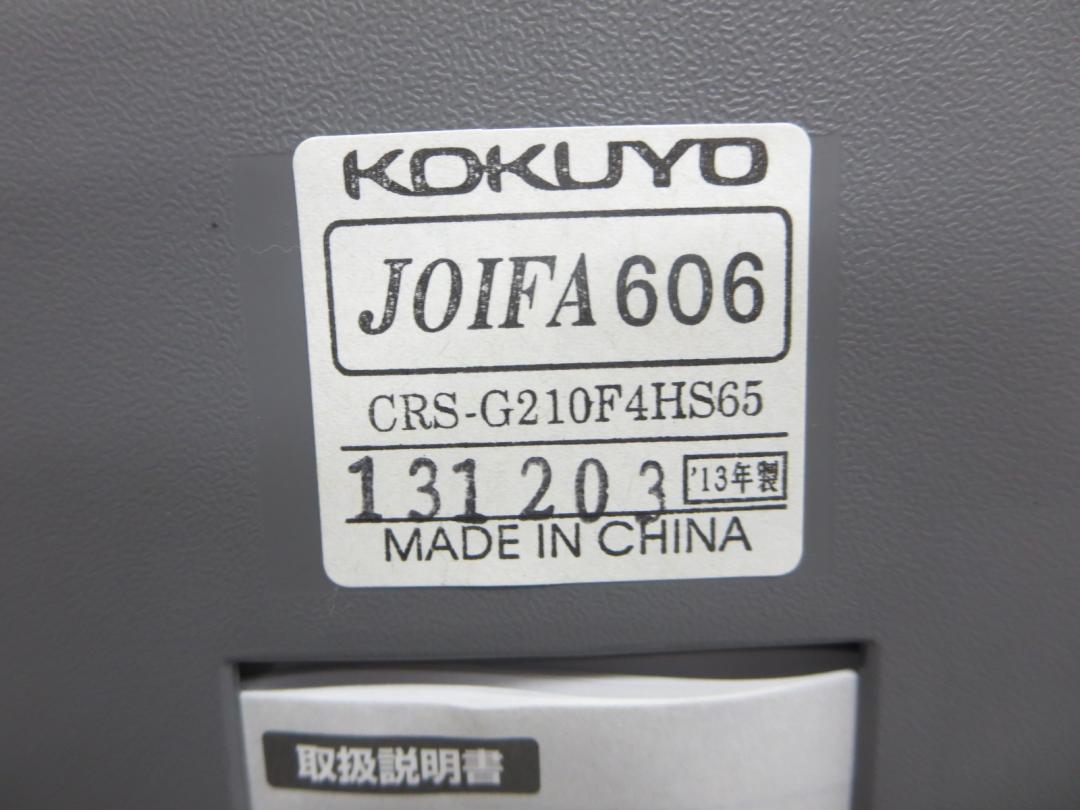 KOKUYO
JOIFA 606
CRS-G210F4HS65
131203 '13年製
MADE IN CHINA
取扱説明書